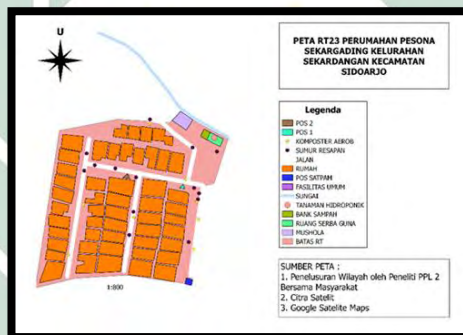 U
PETA RT23 PERUMAHAN PESONA
SEKARGADING KELURAHAN
SEKARDANGAN KECAMATAN
SIDOARJO
Legenda
POS 2
POS 1
KOMPOSTER AEROB
SUMUR RESAPAN
JALAN
RUMAH
POS SATPAM
FASILITAS UMUM
SUNGAI
TANAMAN HIDROPONIK
BANK SAMPAH
RUANG SERBA GUNA
MUSHOLA
BATAS RT
1:800
SUMBER PETA :
1. Penelusuran Wilayah oleh Peneliti PPL 2
Bersama Masyarakat
2. Citra Satelit
3. Google Satelite Maps